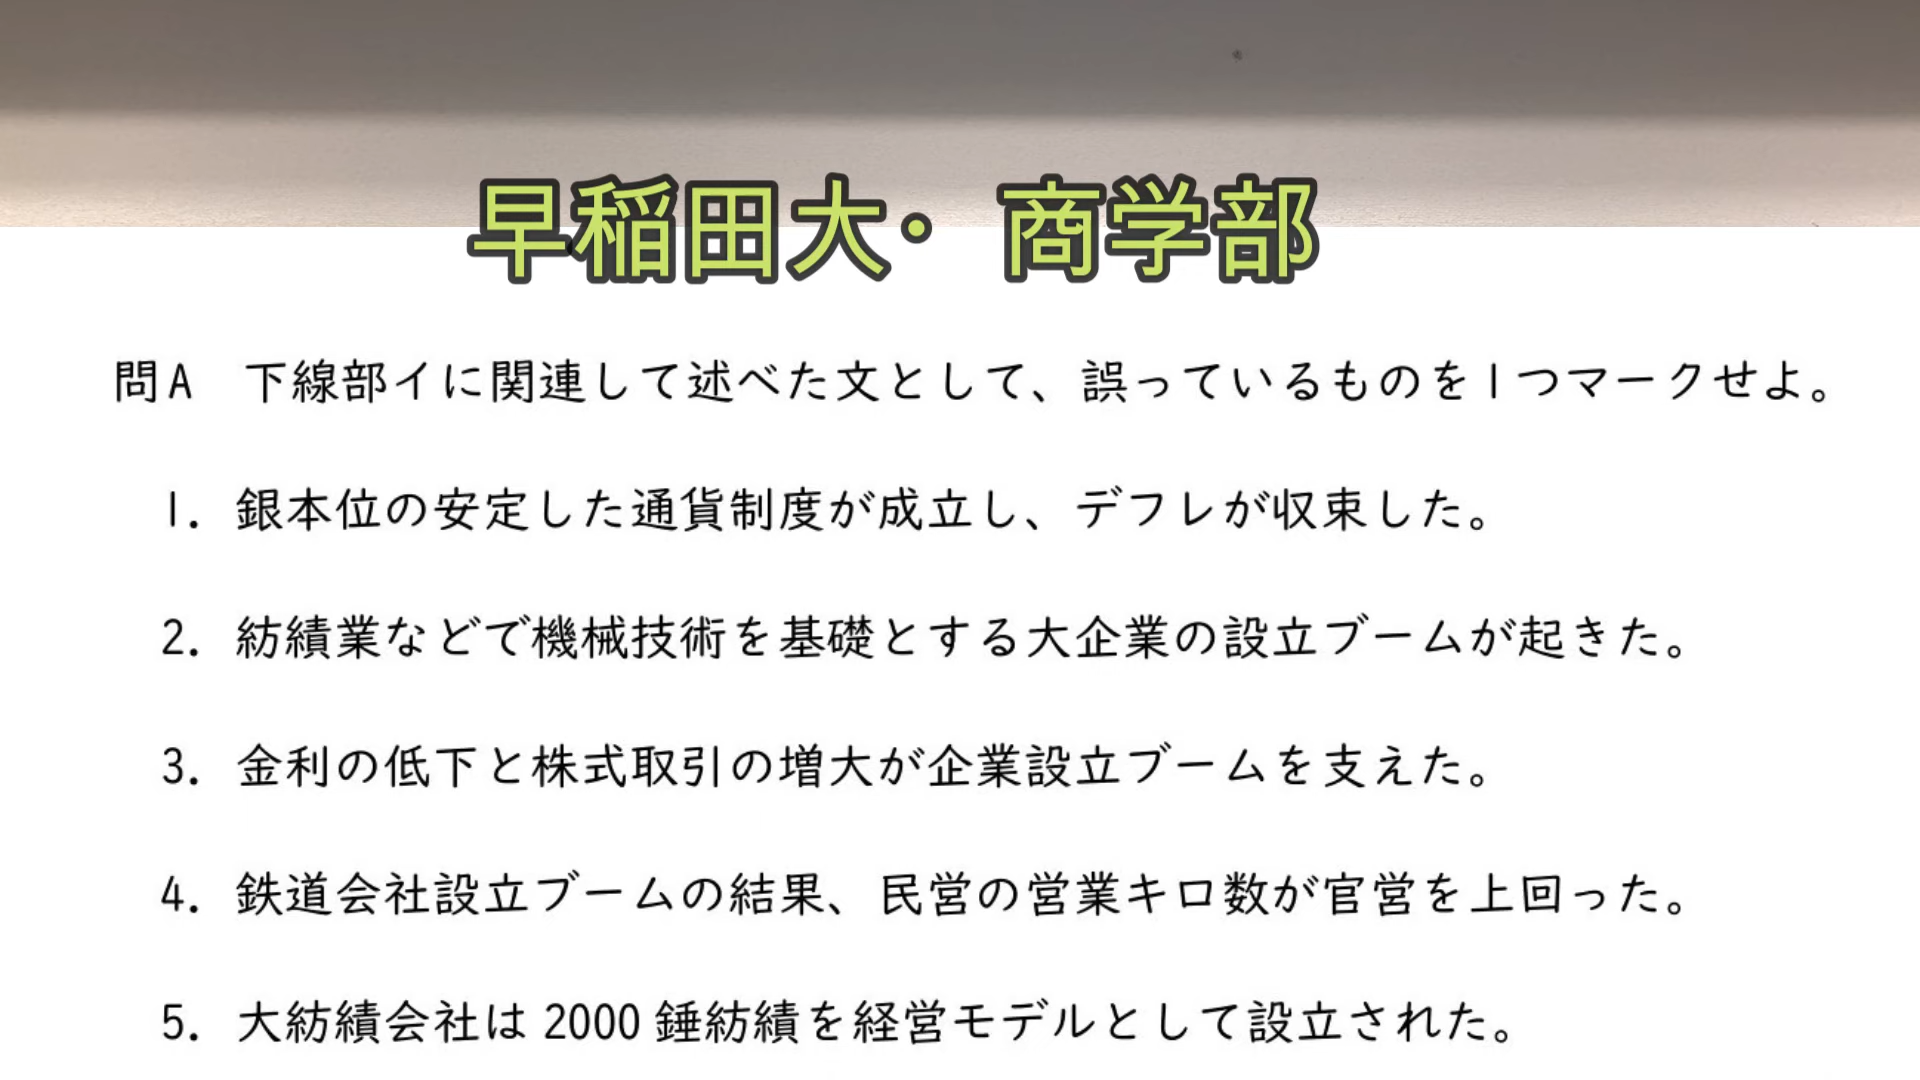 早稲田大・商学部
問A　下線部イに関連して述べた文として、誤っているものを1つマークせよ。
1. 銀本位の安定した通貨制度が成立し、デフレが収束した。
2. 紡績業などで機械技術を基礎とする大企業の設立ブームが起きた。
3. 金利の低下と株式取引の増大が企業設立ブームを支えた。
4. 鉄道会社設立ブームの結果、民営の営業キロ数が官営を上回った。
5. 大紡績会社は 2000 錘紡績を経営モデルとして設立された。